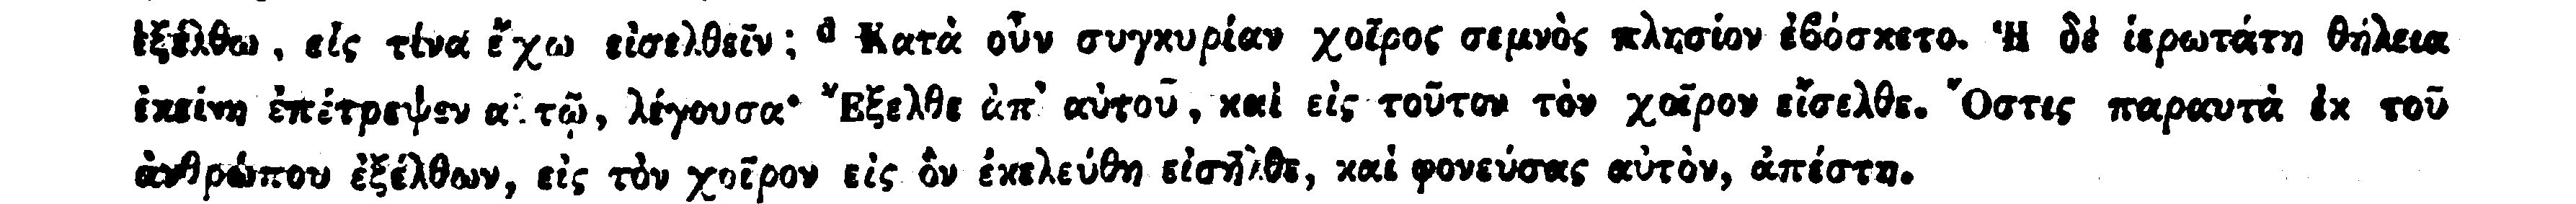 ἐξέλθω, εἰς τίνα ἔχω εἰσελθεῖν; d Κατὰ οὖν συγκυρίαν χοῖρος σεμνὸς πλησίον ἐβόσκετο. Ἡ δὲ ἱερωτάτη θήλεια
ἐκείνη ἐπέτρεψεν αὐτῷ, λέγουσα· Ἔξελθε ἀπ' αὐτοῦ, καὶ εἰς τοῦτον τὸν χοῖρον εἴσελθε. Ὅστις παραυτὰ ἐκ τοῦ
ἀνθρώπου ἐξέλθων, εἰς τὸν χοῖρον εἰς ὃν ἐκελεύθη εἰσῆλθε, καὶ φονεύσας αὐτὸν, ἀπέστη.